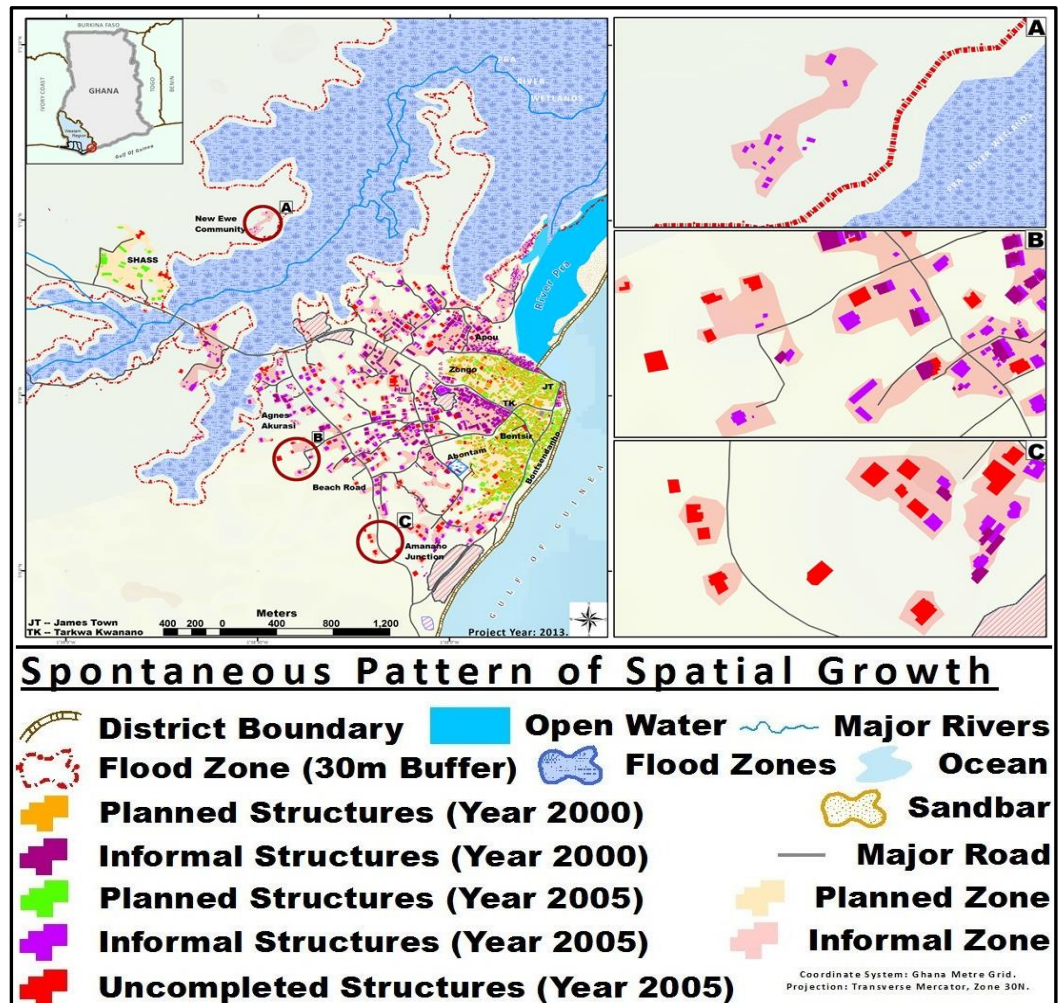 BURKINA FASO
IVORY COAST
GHANA
TOGO
BENIN
Western
Region
Gulf Of Guinea
PRA
RIVER
WETLANDS
A
New Ewe
Community
SHASS
River Pra
Apou
Zongo
JT
TK
Agnes
Akurasi
Bentsir
B
Abontam
Beach Road
C
Amanano
Junction
GULF OF GUINEA
Meters
JT -- James Town
TK -- Tarkwa Kwanano
400 200 0 400 800 1,200
Project Year: 2013.
A
PRA RIVER WETLANDS
B
C
Spontaneous Pattern of Spatial Growth
District Boundary
Open Water
Major Rivers
Flood Zone (30m Buffer)
Flood Zones
Ocean
Planned Structures (Year 2000)
Sandbar
Informal Structures (Year 2000)
Major Road
Planned Structures (Year 2005)
Planned Zone
Informal Structures (Year 2005)
Informal Zone
Uncompleted Structures (Year 2005)
Coordinate System: Ghana Metre Grid.
Projection: Transverse Mercator, Zone 30N.